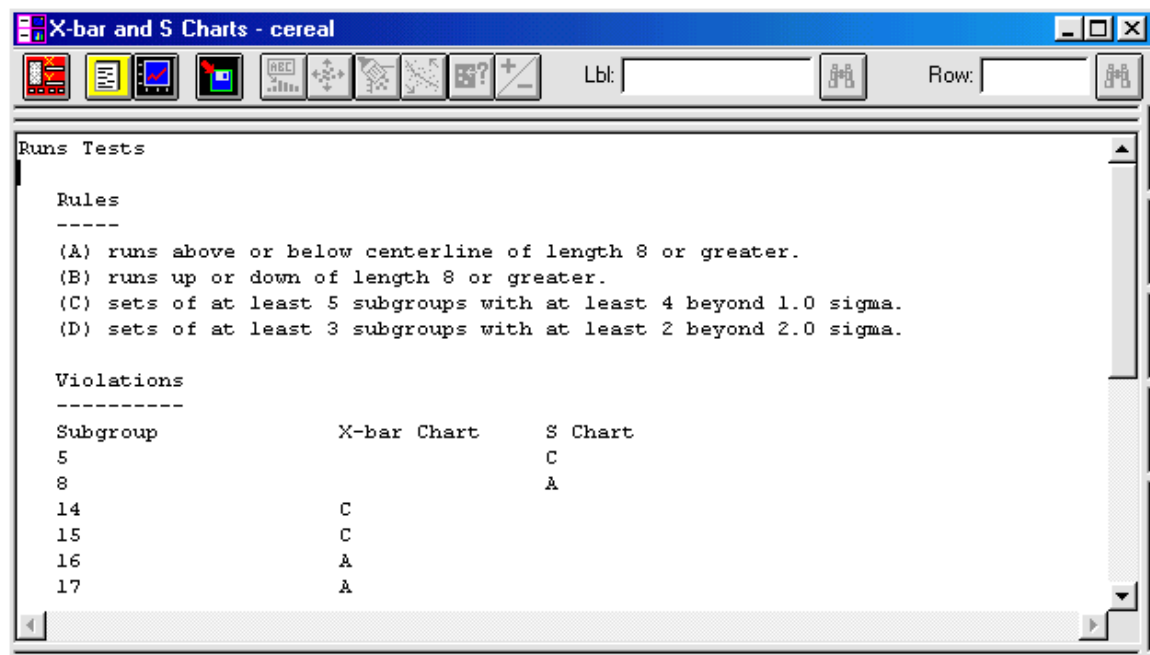 X-bar and S Charts - cereal
ABC Lbl: Row:
Runs Tests
Rules
-----
(A) runs above or below centerline of length 8 or greater.
(B) runs up or down of length 8 or greater.
(C) sets of at least 5 subgroups with at least 4 beyond 1.0 sigma.
(D) sets of at least 3 subgroups with at least 2 beyond 2.0 sigma.
Violations
----------
Subgroup X-bar Chart S Chart
5 C
8 A
14 C
15 C
16 A
17 A